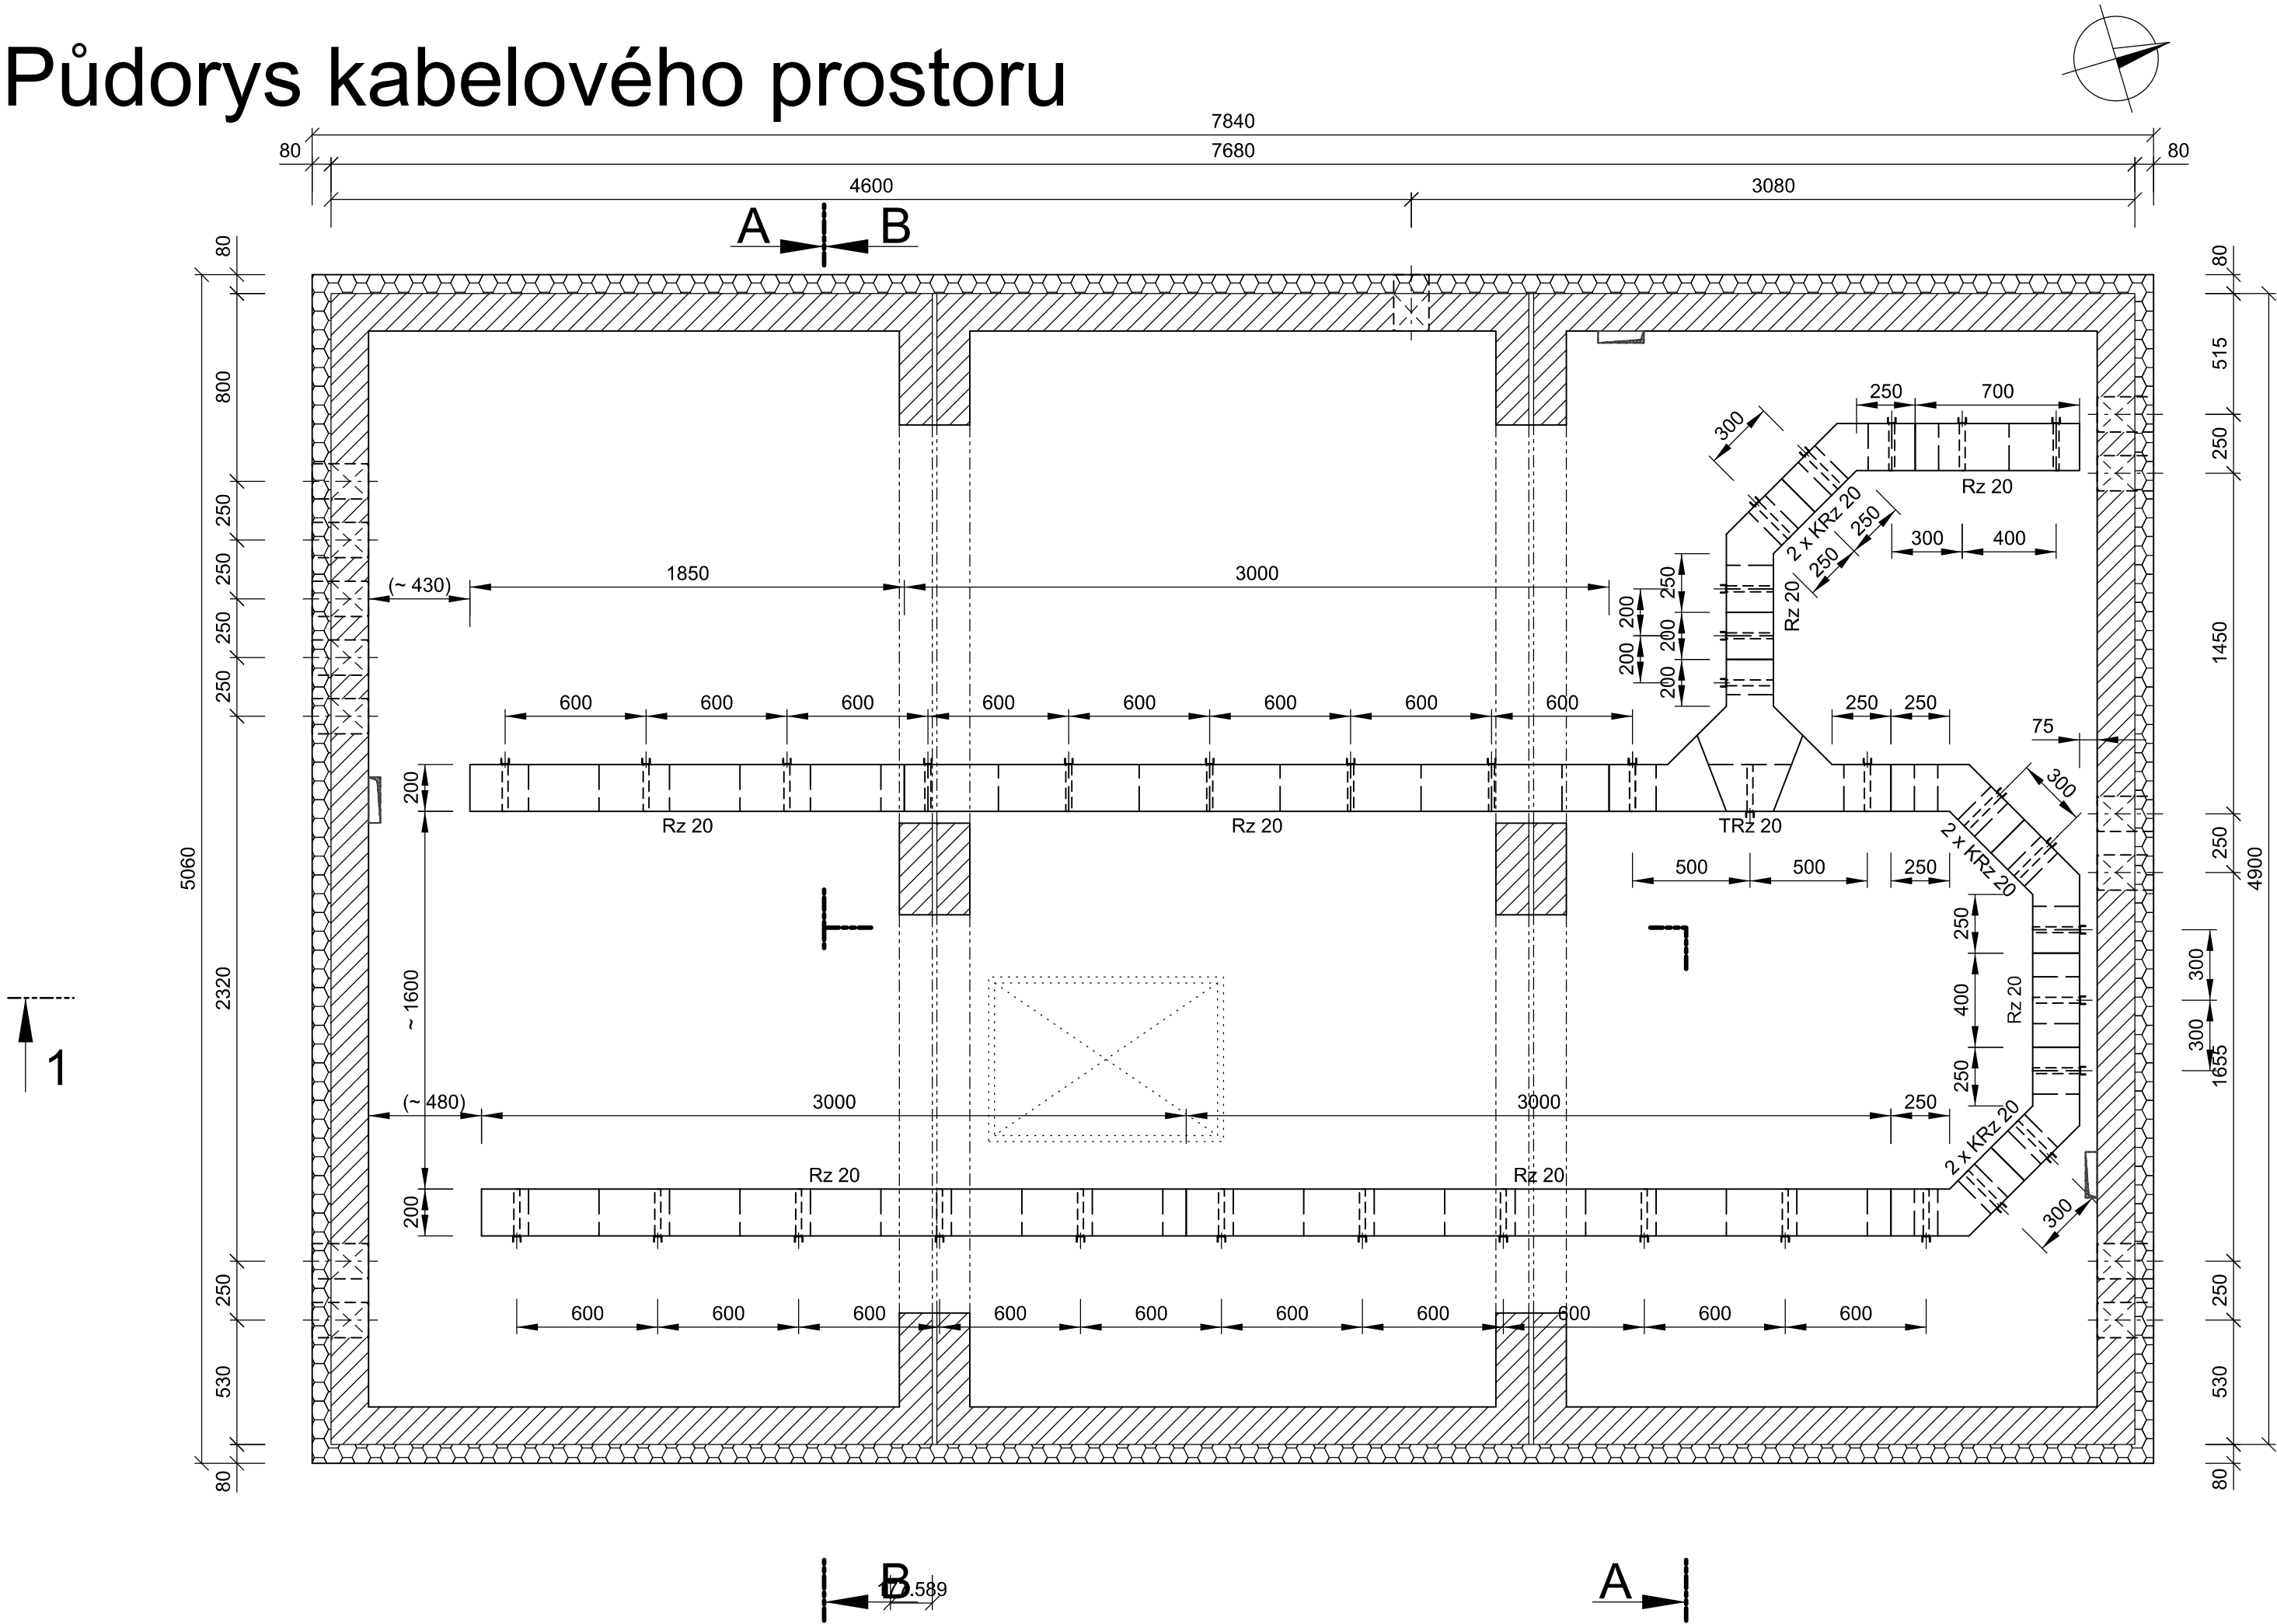 Půdorys kabelového prostoru
7840
80 7680 80
4600 3080
A B
80 80
800 515
250 700
300
250
Rz 20
250
2 x KRz 20
250
250
300 400
250
(~ 430) 1850 3000
250
200
Rz 20
250
200
200
1450
250
200
200
600 600 600 600 600 600 600 600
250 250
75
200
300
Rz 20 Rz 20 TRz 20
2 x KRz 20
250
5060
500 500 250
4900
250
2320
~ 1600
400
Rz 20
300
300
1
250
1655
(~ 480) 3000 3000 250
2 x KRz 20
Rz 20 Rz 20
200
300
250 250
600 600 600 600 600 600 600 600 600 600
530 530
80 80
B
177.589
A